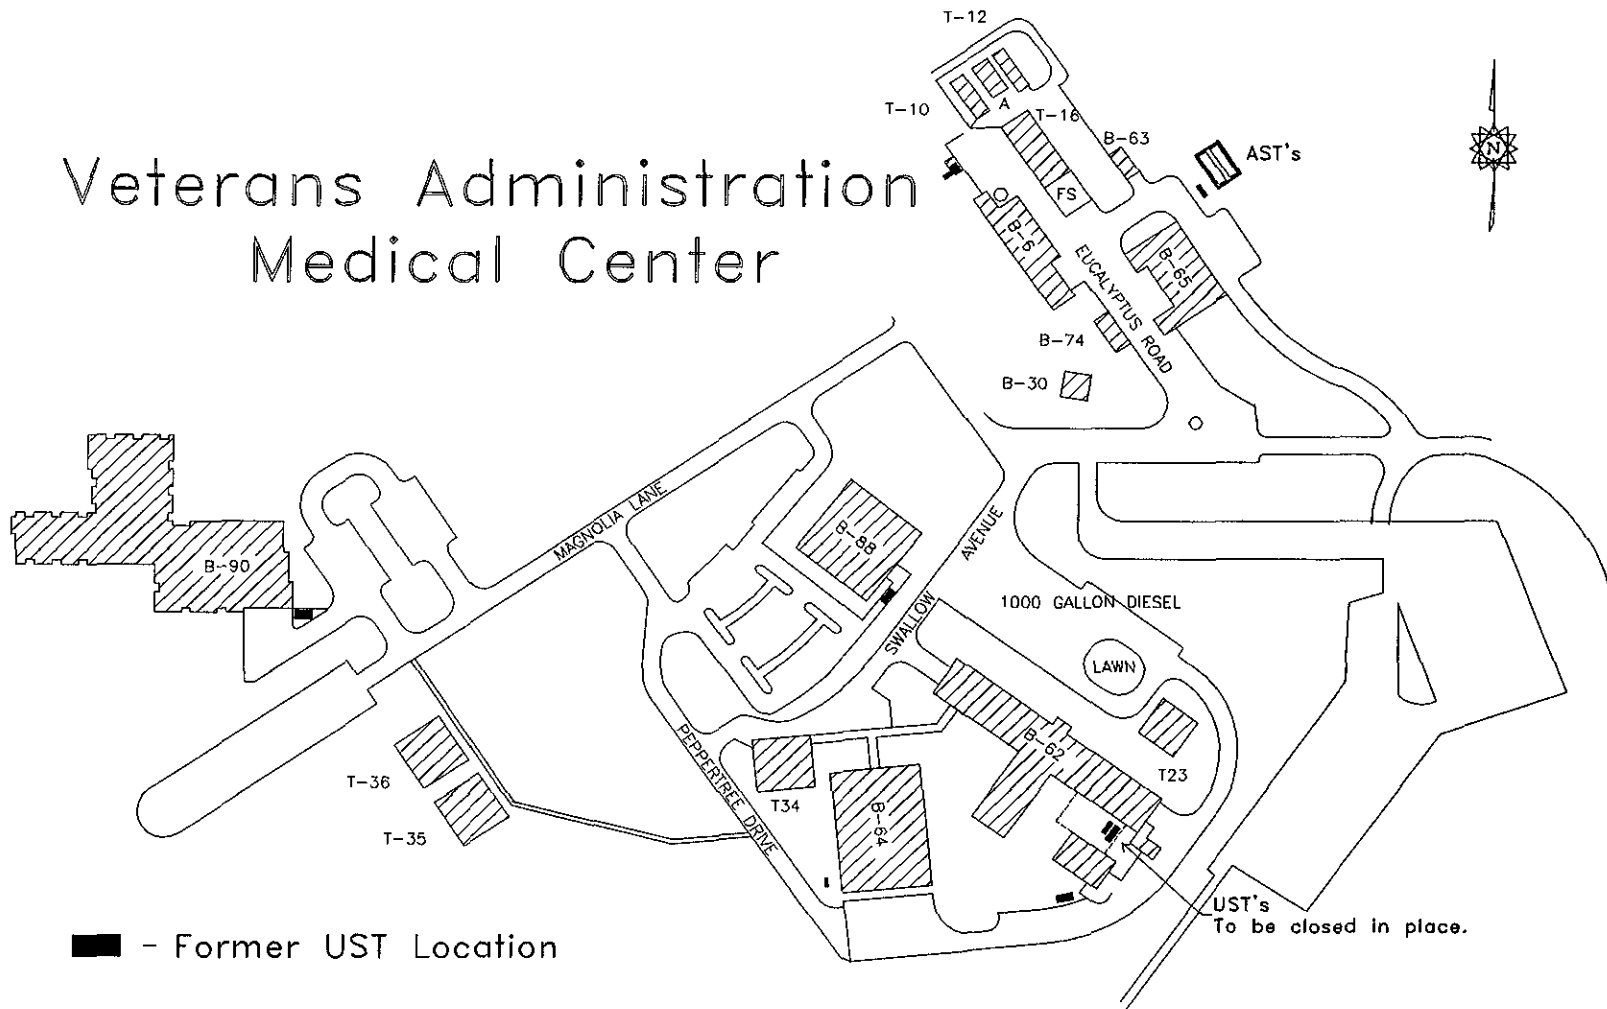 T-12
T-10
A
T-16
B-63
AST's
N
Veterans Administration
Medical Center
FS
B-6
B-65
EUCALYPTUS ROAD
B-74
B-30
MAGNOLIA LANE
B-88
SWALLOW AVENUE
B-90
1000 GALLON DIESEL
LAWN
PEPPERTREE DRIVE
B-62
T23
T-36
T34
B-64
T-35
UST's
To be closed in place.
- Former UST Location